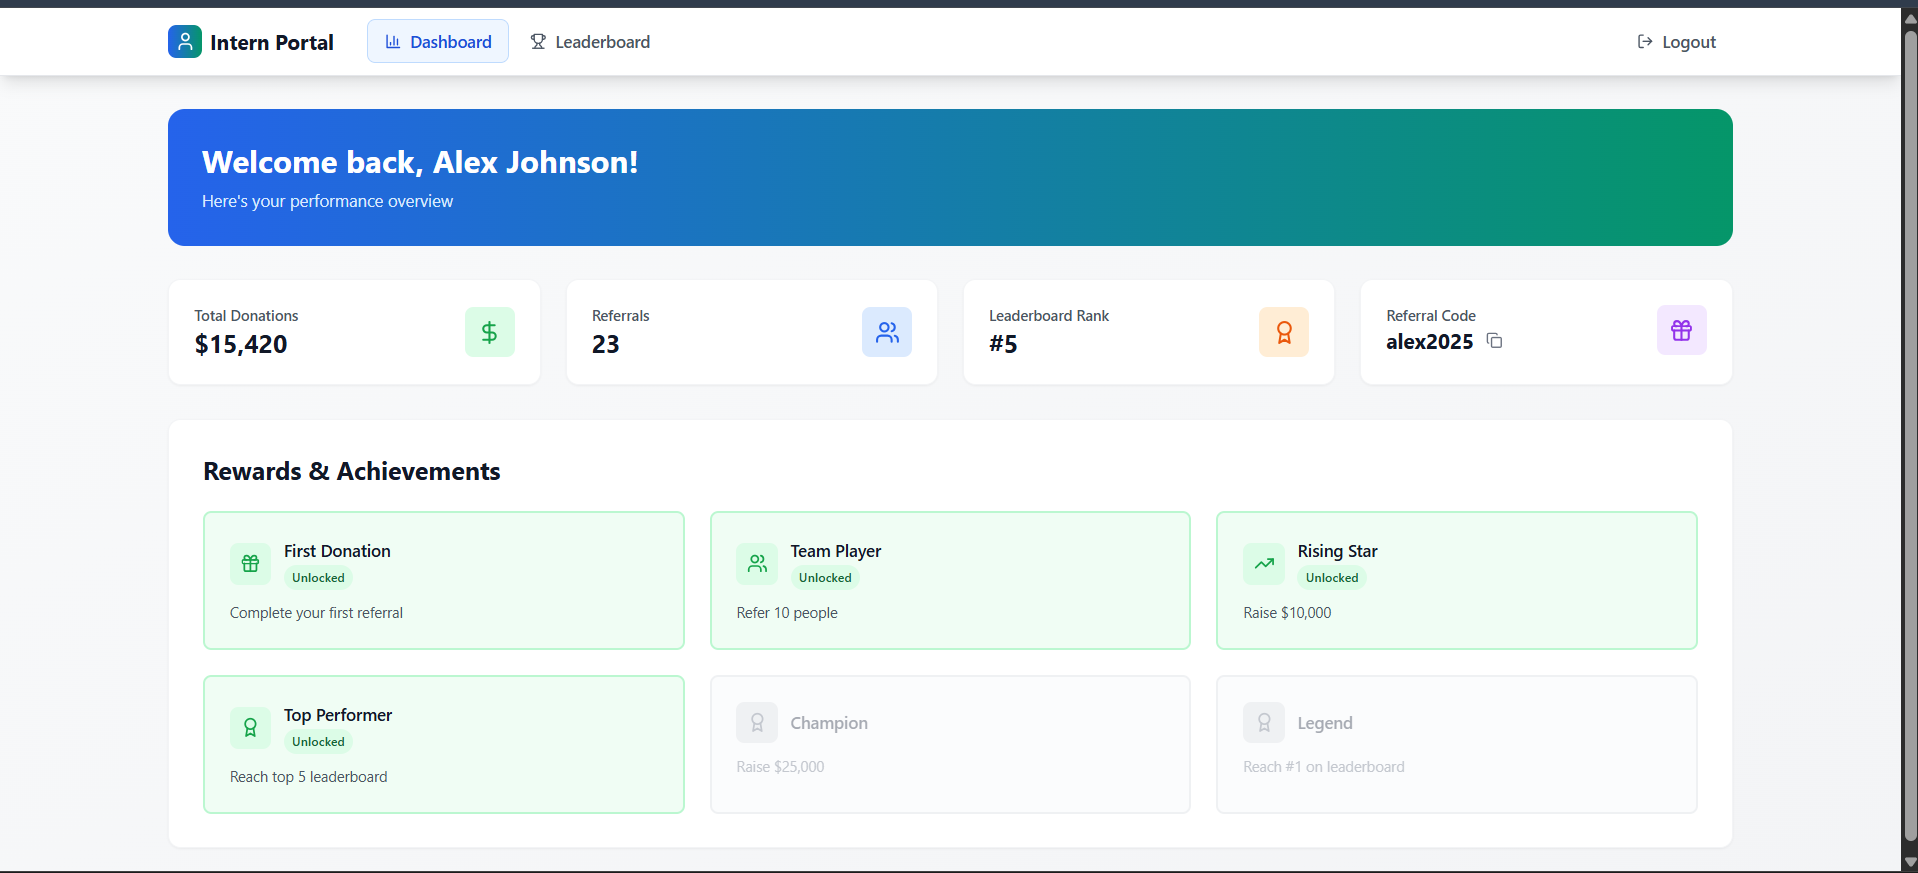 Intern Portal
Dashboard
Leaderboard
Logout
Welcome back, Alex Johnson!
Here's your performance overview
Total Donations
$15,420
Referrals
23
Leaderboard Rank
#5
Referral Code
alex2025
Rewards & Achievements
First Donation
Unlocked
Complete your first referral
Team Player
Unlocked
Refer 10 people
Rising Star
Unlocked
Raise $10,000
Top Performer
Unlocked
Reach top 5 leaderboard
Champion
Raise $25,000
Legend
Reach #1 on leaderboard